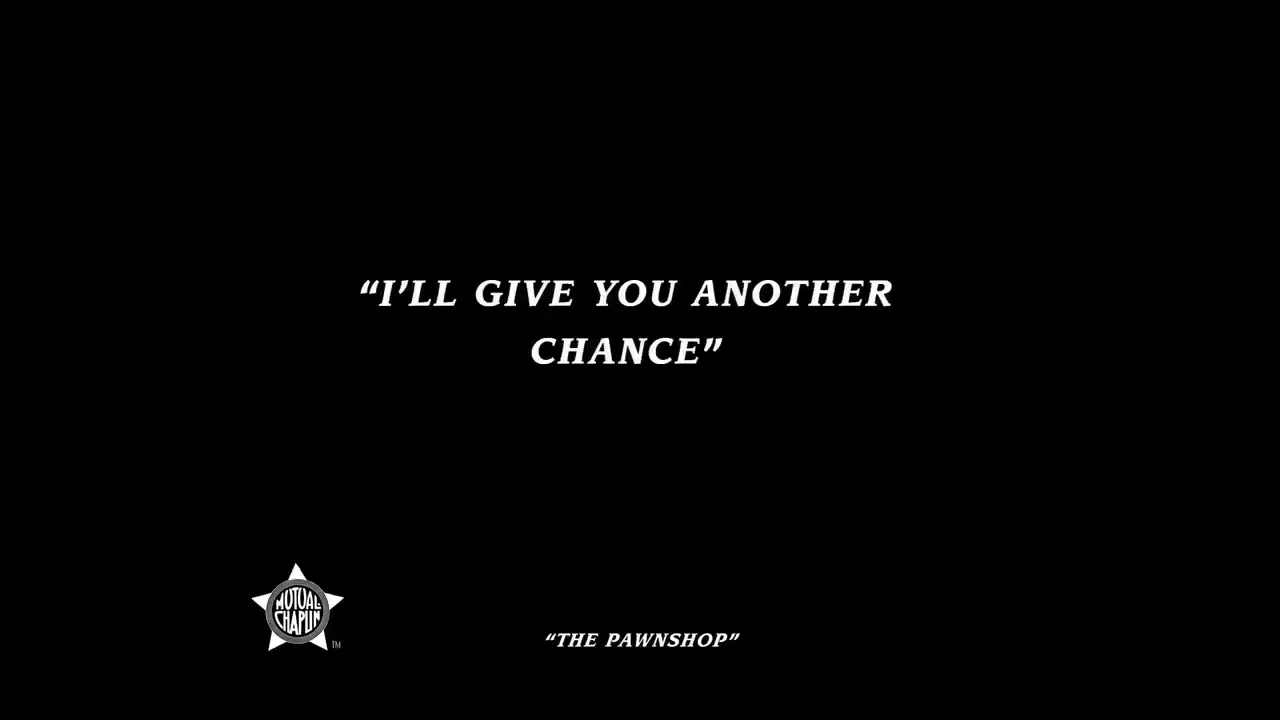 “I’LL GIVE YOU ANOTHER
CHANCE”
MUTUAL
CHAPLIN
TM
“THE PAWNSHOP”